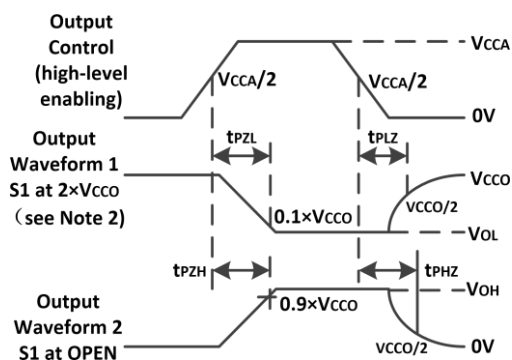 Output
Control
(high-level
enabling)
VCCA
VCCA/2
VCCA/2
0V
tPZL
tPLZ
Output
Waveform 1
S1 at 2×VCCO
（see Note 2)
VCCO
VCCO/2
0.1×VCCO
VOL
tPZH
tPHZ
VOH
0.9×VCCO
Output
Waveform 2
S1 at OPEN
VCCO/2
0V